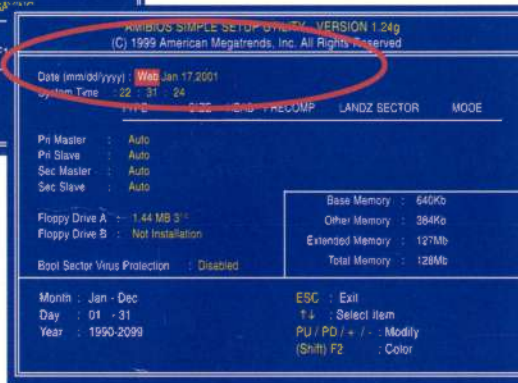 AMIBIOS SIMPLE SETUP UTILITY VERSION 1.24g
(C) 1999 American Megatrends, Inc. All Rights Reserved
Date (mm/dd/yyyy) : Web Jan 17,2001
System Time : 22 : 31 : 24
TYPE SIZE HEAD PRECOMP LANDZ SECTOR MODE
Pri Master : Auto
Pri Slave : Auto
Sec Master : Auto
Sec Slave : Auto
Floppy Drive A : 1.44 MB 3
Floppy Drive B : Not Installation
Boot Sector Virus Protection : Disabled
Base Memory : 640Kb
Other Memory : 384Kb
Extended Memory : 127Mb
Total Memory : 128Mb
Month : Jan - Dec
Day : 01 - 31
Year : 1990-2099
ESC : Exit
↑↓ : Select item
PU / PD / + / - : Modify
(Shift) F2 : Color